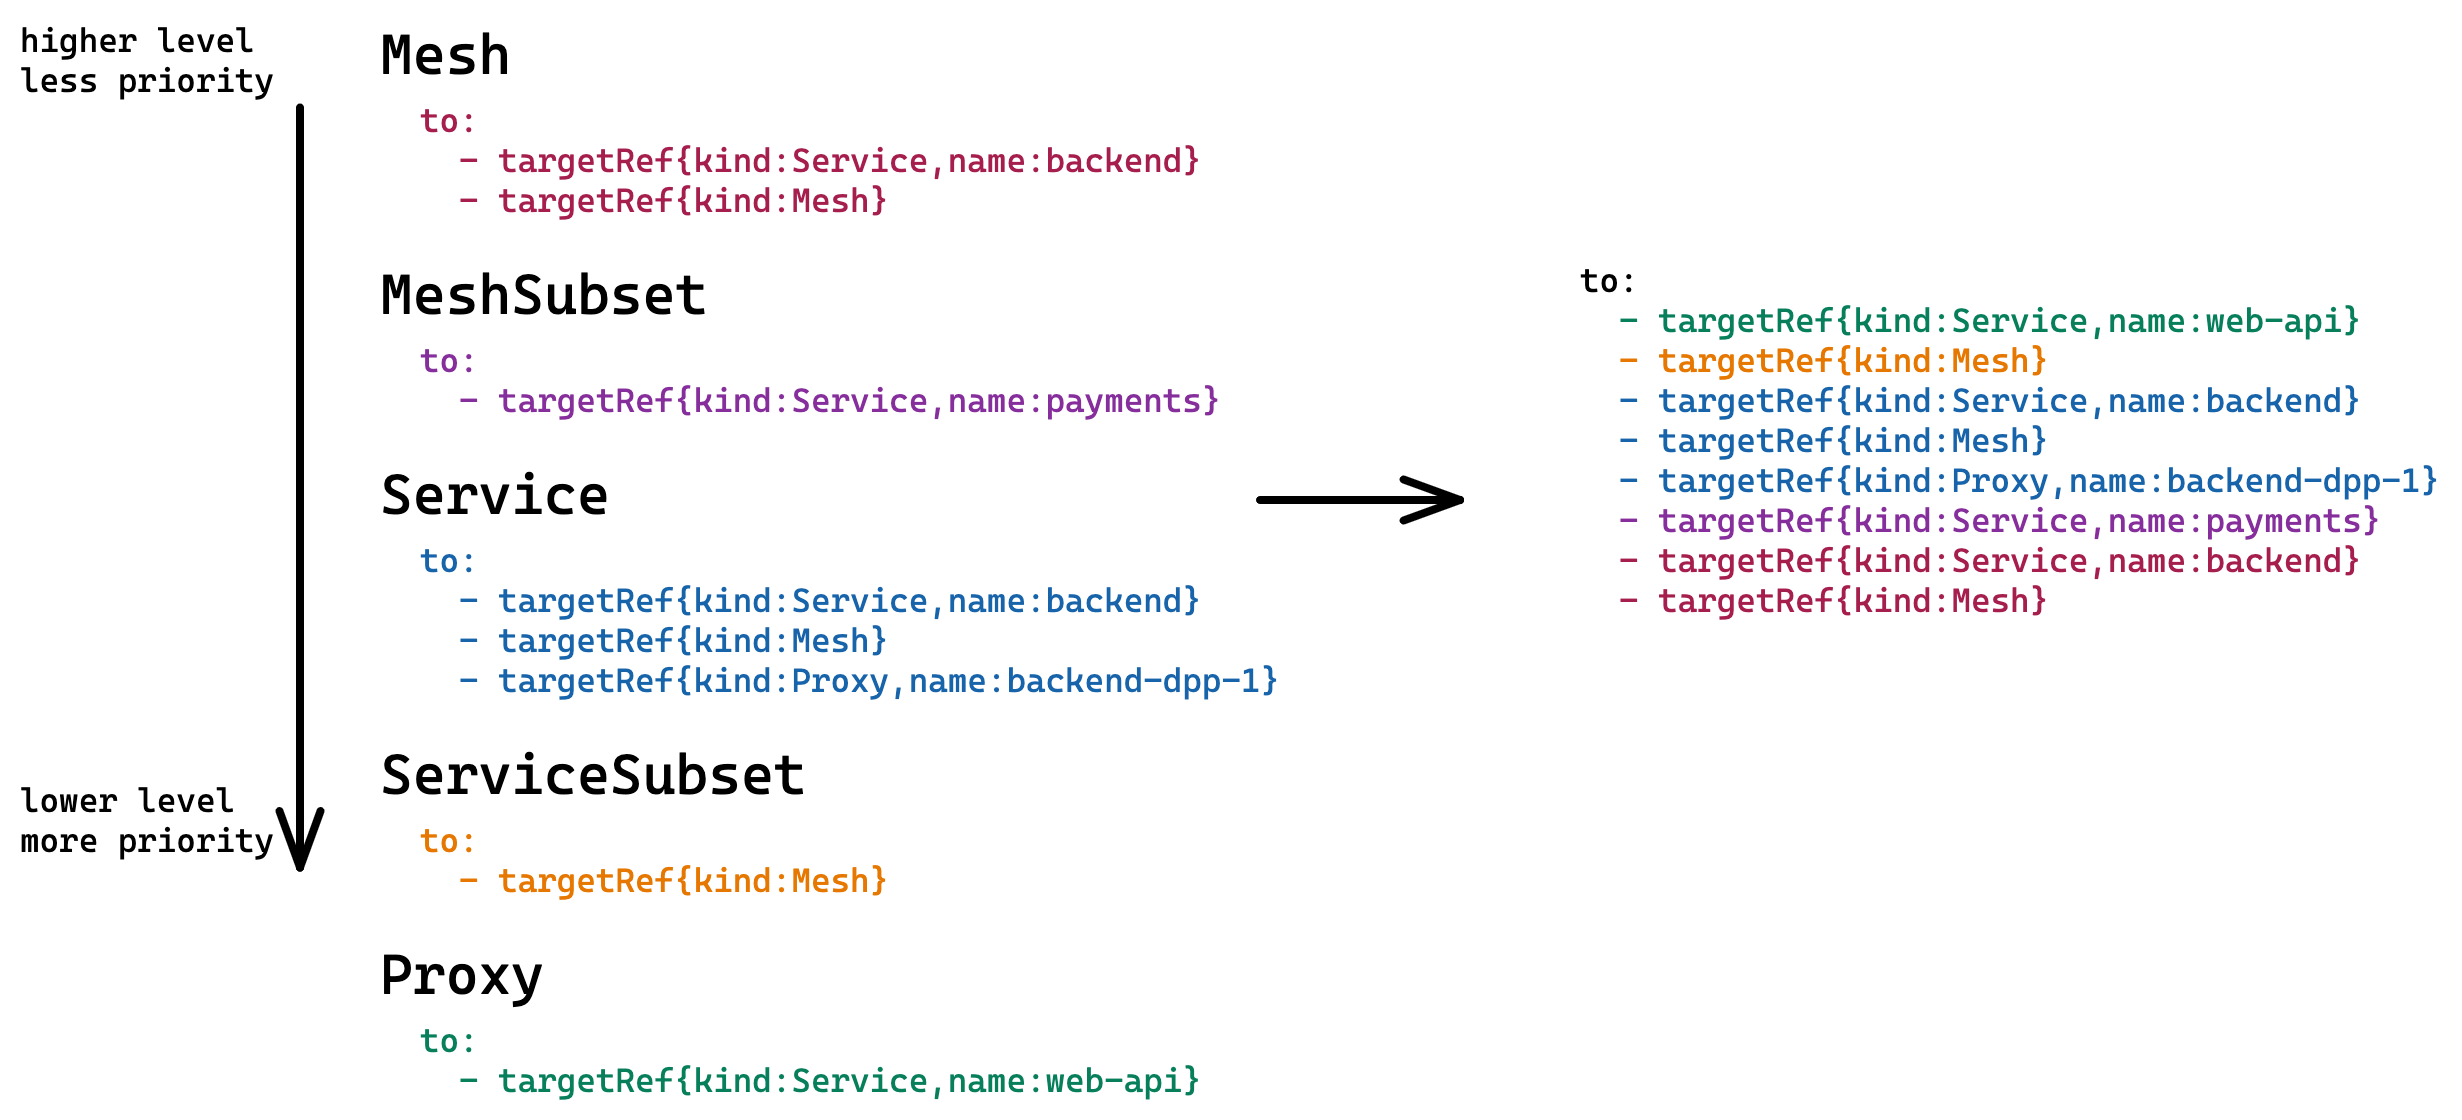 higher level
less priority
Mesh
to:
- targetRef{kind:Service,name:backend}
- targetRef{kind:Mesh}
MeshSubset
to:
- targetRef{kind:Service,name:payments}
Service
to:
- targetRef{kind:Service,name:backend}
- targetRef{kind:Mesh}
- targetRef{kind:Proxy,name:backend-dpp-1}
lower level
more priority
ServiceSubset
to:
- targetRef{kind:Mesh}
Proxy
to:
- targetRef{kind:Service,name:web-api}
to:
- targetRef{kind:Service,name:web-api}
- targetRef{kind:Mesh}
- targetRef{kind:Service,name:backend}
- targetRef{kind:Mesh}
- targetRef{kind:Proxy,name:backend-dpp-1}
- targetRef{kind:Service,name:payments}
- targetRef{kind:Service,name:backend}
- targetRef{kind:Mesh}